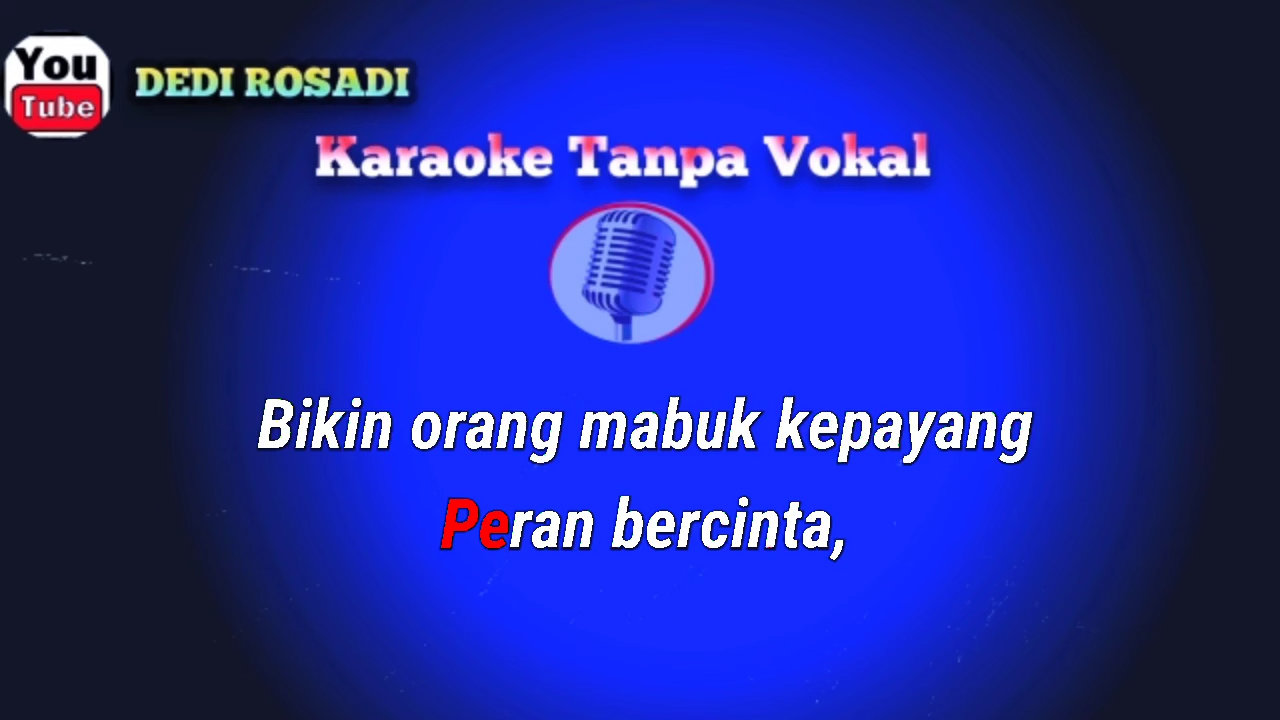 You
Tube
DEDI ROSADI
Karaoke Tanpa Vokal
Bikin orang mabuk kepayang
Peran bercinta,